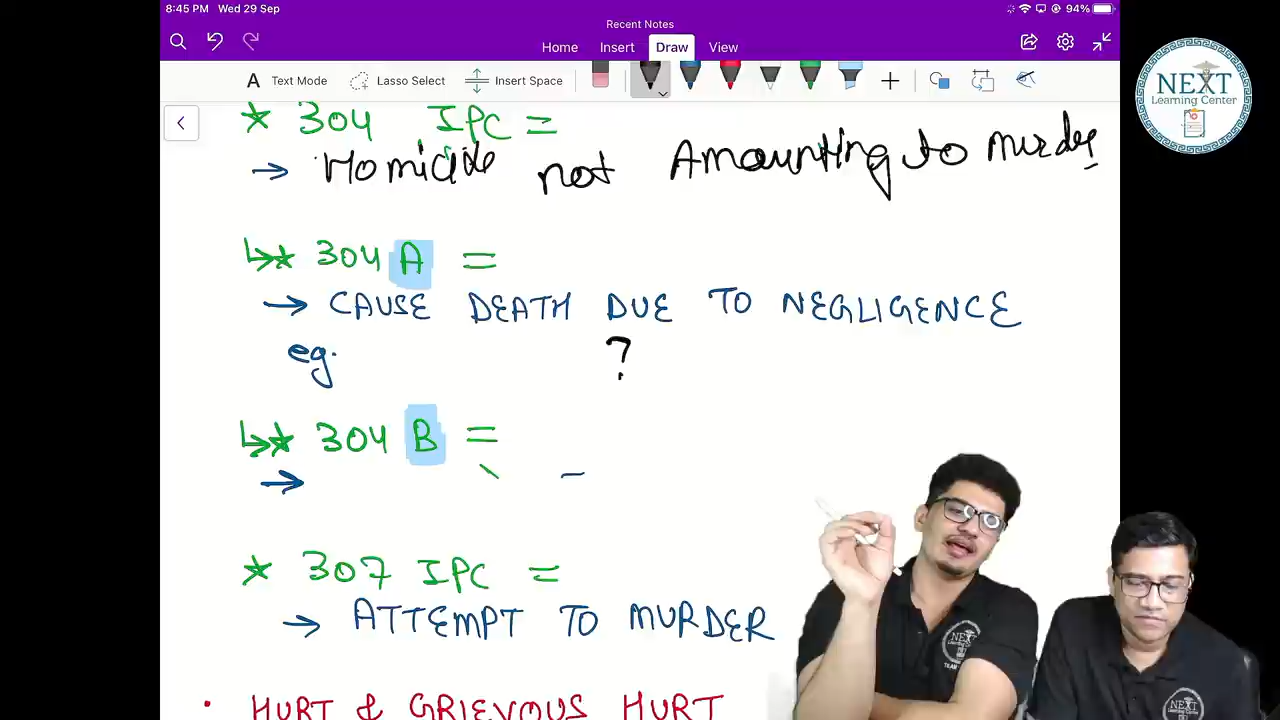 8:45 PM Wed 29 Sep
94%
Recent Notes
Home Insert Draw View
Text Mode Lasso Select Insert Space
NEXT
Learning Center
* 304 IPC =
→ Homicide not Amounting to Murder
↳* 304 A =
→ CAUSE DEATH DUE TO NEGLIGENCE
eg. ?
↳* 304 B =
→
* 307 IPC =
→ ATTEMPT TO MURDER
• HURT & GRIEVOUS HURT
NEXT
NEXT